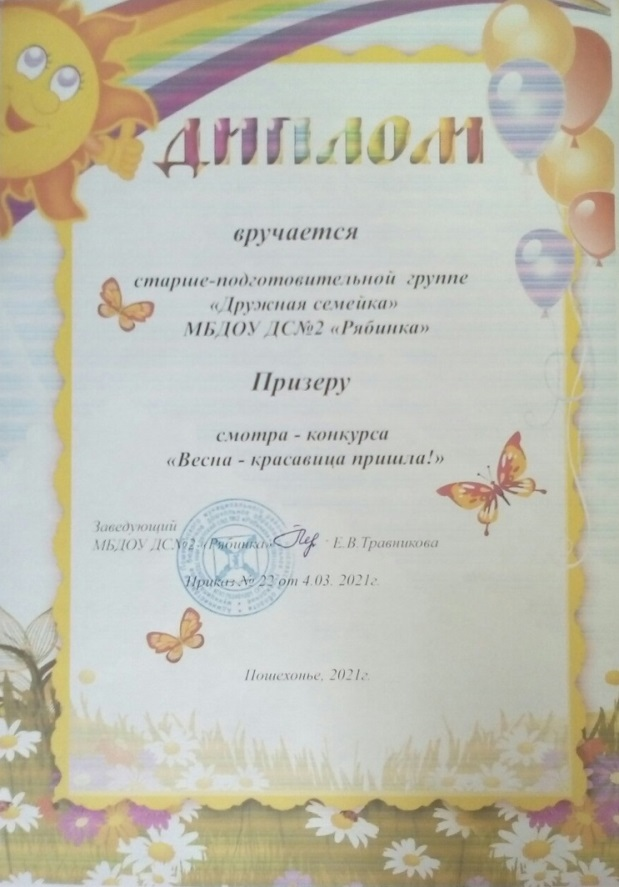 ДИПЛОМ
вручается
старше-подготовительной группе
«Дружная семейка»
МБДОУ ДС№2 «Рябинка»
Призеру
смотра - конкурса
«Весна - красавица пришла!»
Заведующий
МБДОУ ДС№2 «Рябинка» Е.В.Травникова
Приказ № 22 от 4.03. 2021г.
Пошехонье, 2021г.